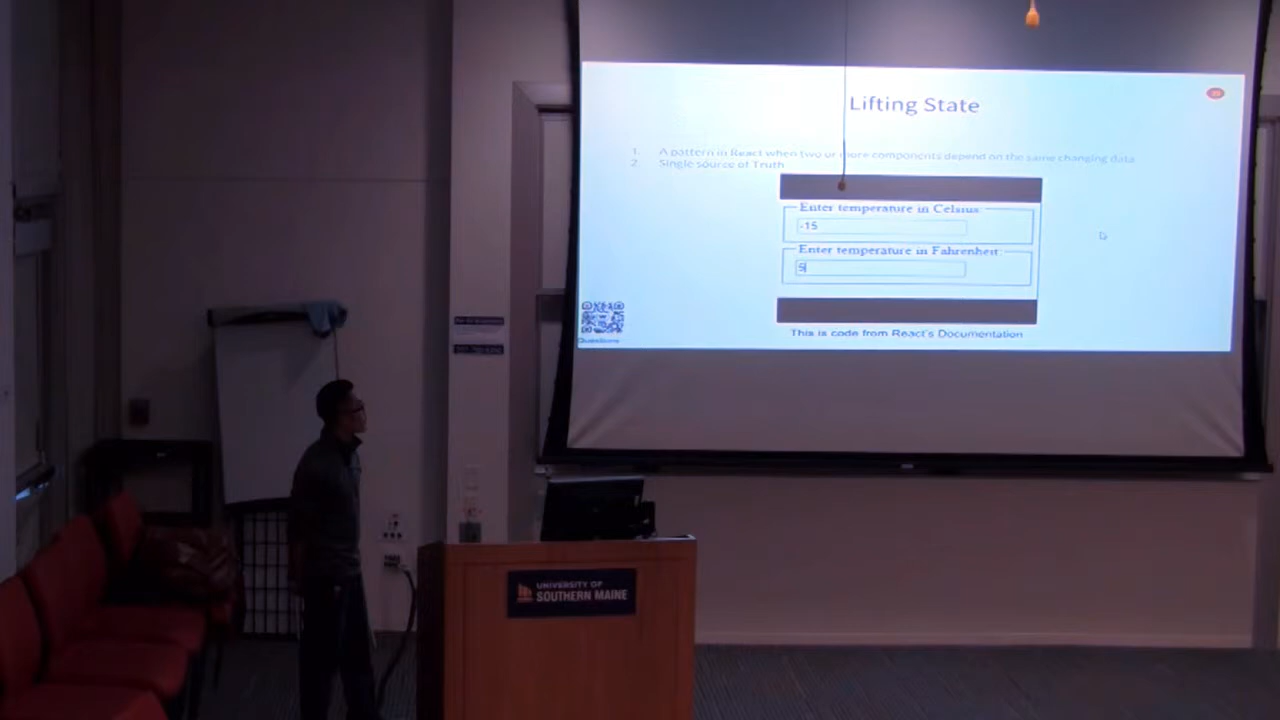 Lifting State
1. A pattern in React when two or more components depend on the same changing data
2. Single source of Truth
Enter temperature in Celsius:
-15
Enter temperature in Fahrenheit:
5
This is code from React's Documentation
Questions
UNIVERSITY OF
SOUTHERN MAINE